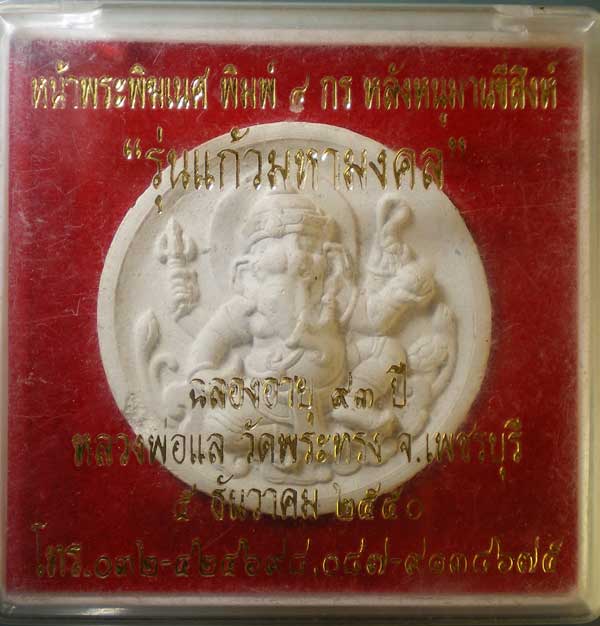 หน้าพระพิฆเนศ พิมพ์ ๔ กร หลังหนุมานขี่สิงห์
"รุ่นแก้วมหามงคล"
ฉลองอายุ ๙๓ ปี
หลวงพ่อแล วัดพระทรง จ.เพชรบุรี
๕ ธันวาคม ๒๕๕๐
โทร.๐๓๒-๔๒๔๖๙๔,๐๘๗-๙๑๓๔๖๗๕